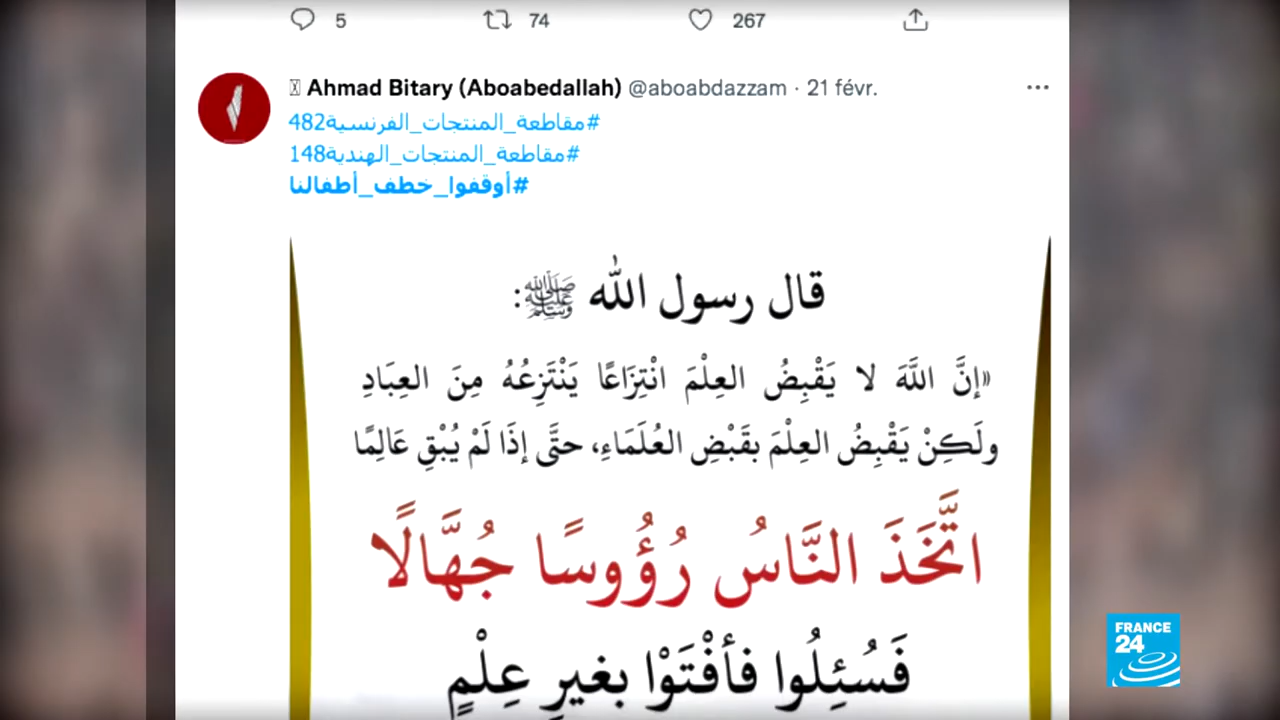 5 74 267
Ahmad Bitary (Aboabedallah) @aboabdazzam · 21 févr.
#مقاطعة_المنتجات_الفرنسية482
#مقاطعة_المنتجات_الهندية148
#أوقفوا_خطف_أطفالنا
قال رسول الله ﷺ:
«إِنَّ اللَّهَ لا يَقْبِضُ العِلْمَ انْتِزَاعًا يَنْتَزِعُهُ مِنَ العِبَادِ
ولَكِنْ يَقْبِضُ العِلْمَ بقَبْضِ العُلَمَاءِ، حتَّى إذَا لَمْ يُبْقِ عَالِمًا
اتَّخَذَ النَّاسُ رُؤُوسًا جُهَّالًا
فَسُئِلُوا فأفْتَوْا بغيرِ عِلْمٍ
FRANCE
24